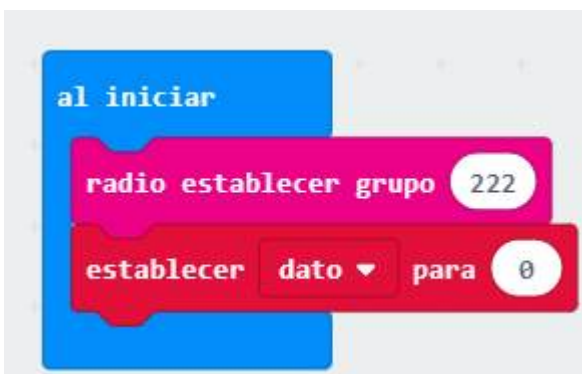 al iniciar
radio establecer grupo 222
establecer dato para 0